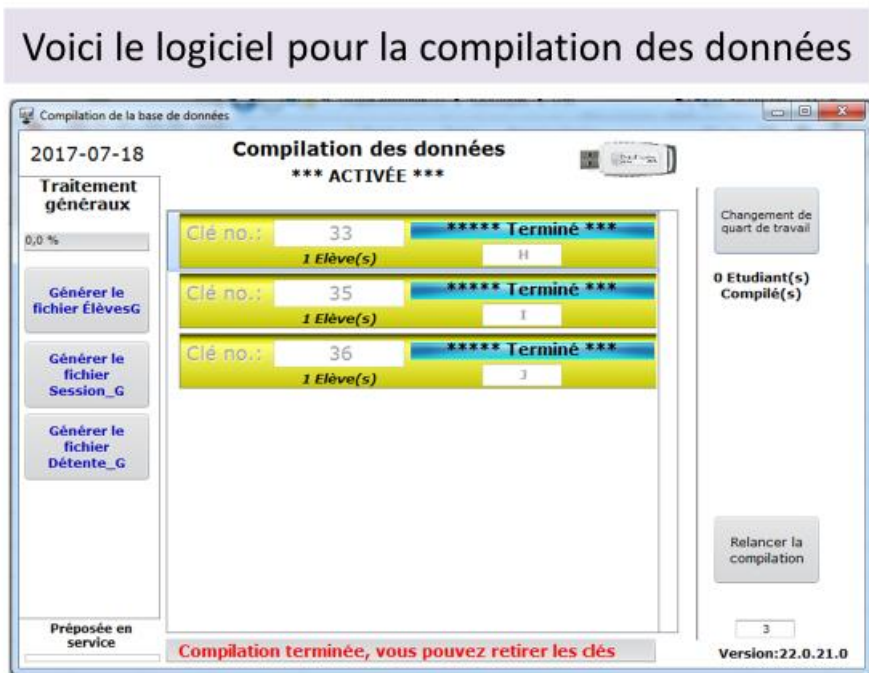 Voici le logiciel pour la compilation des données
Compilation de la base de données
2017-07-18
Compilation des données
*** ACTIVÉE ***
Traitement
généraux
0,0 %
Générer le
fichier ÉlèvesG
Générer le
fichier
Session_G
Générer le
fichier
Détente_G
Préposée en
service
Clé no.: 33 ***** Terminé ***
1 Elève(s) H
Clé no.: 35 ***** Terminé ***
1 Elève(s) I
Clé no.: 36 ***** Terminé ***
1 Elève(s) J
Compilation terminée, vous pouvez retirer les clés
Changement de
quart de travail
0 Etudiant(s)
Compilé(s)
Relancer la
compilation
3
Version:22.0.21.0